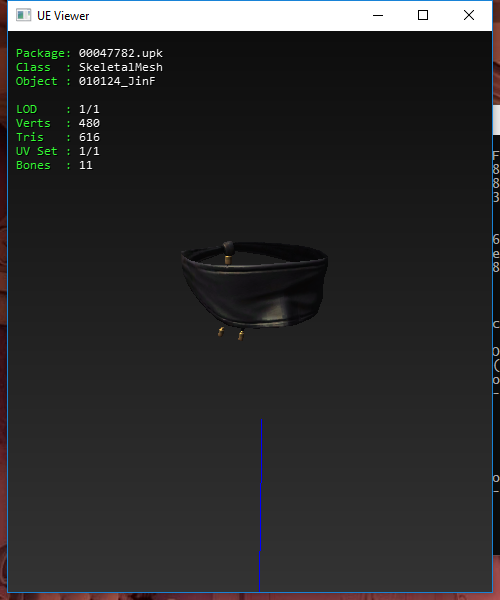 UE Viewer
Package: 00047782.upk
Class : SkeletalMesh
Object : 010124_JinF
LOD : 1/1
Verts : 480
Tris : 616
UV Set : 1/1
Bones : 11